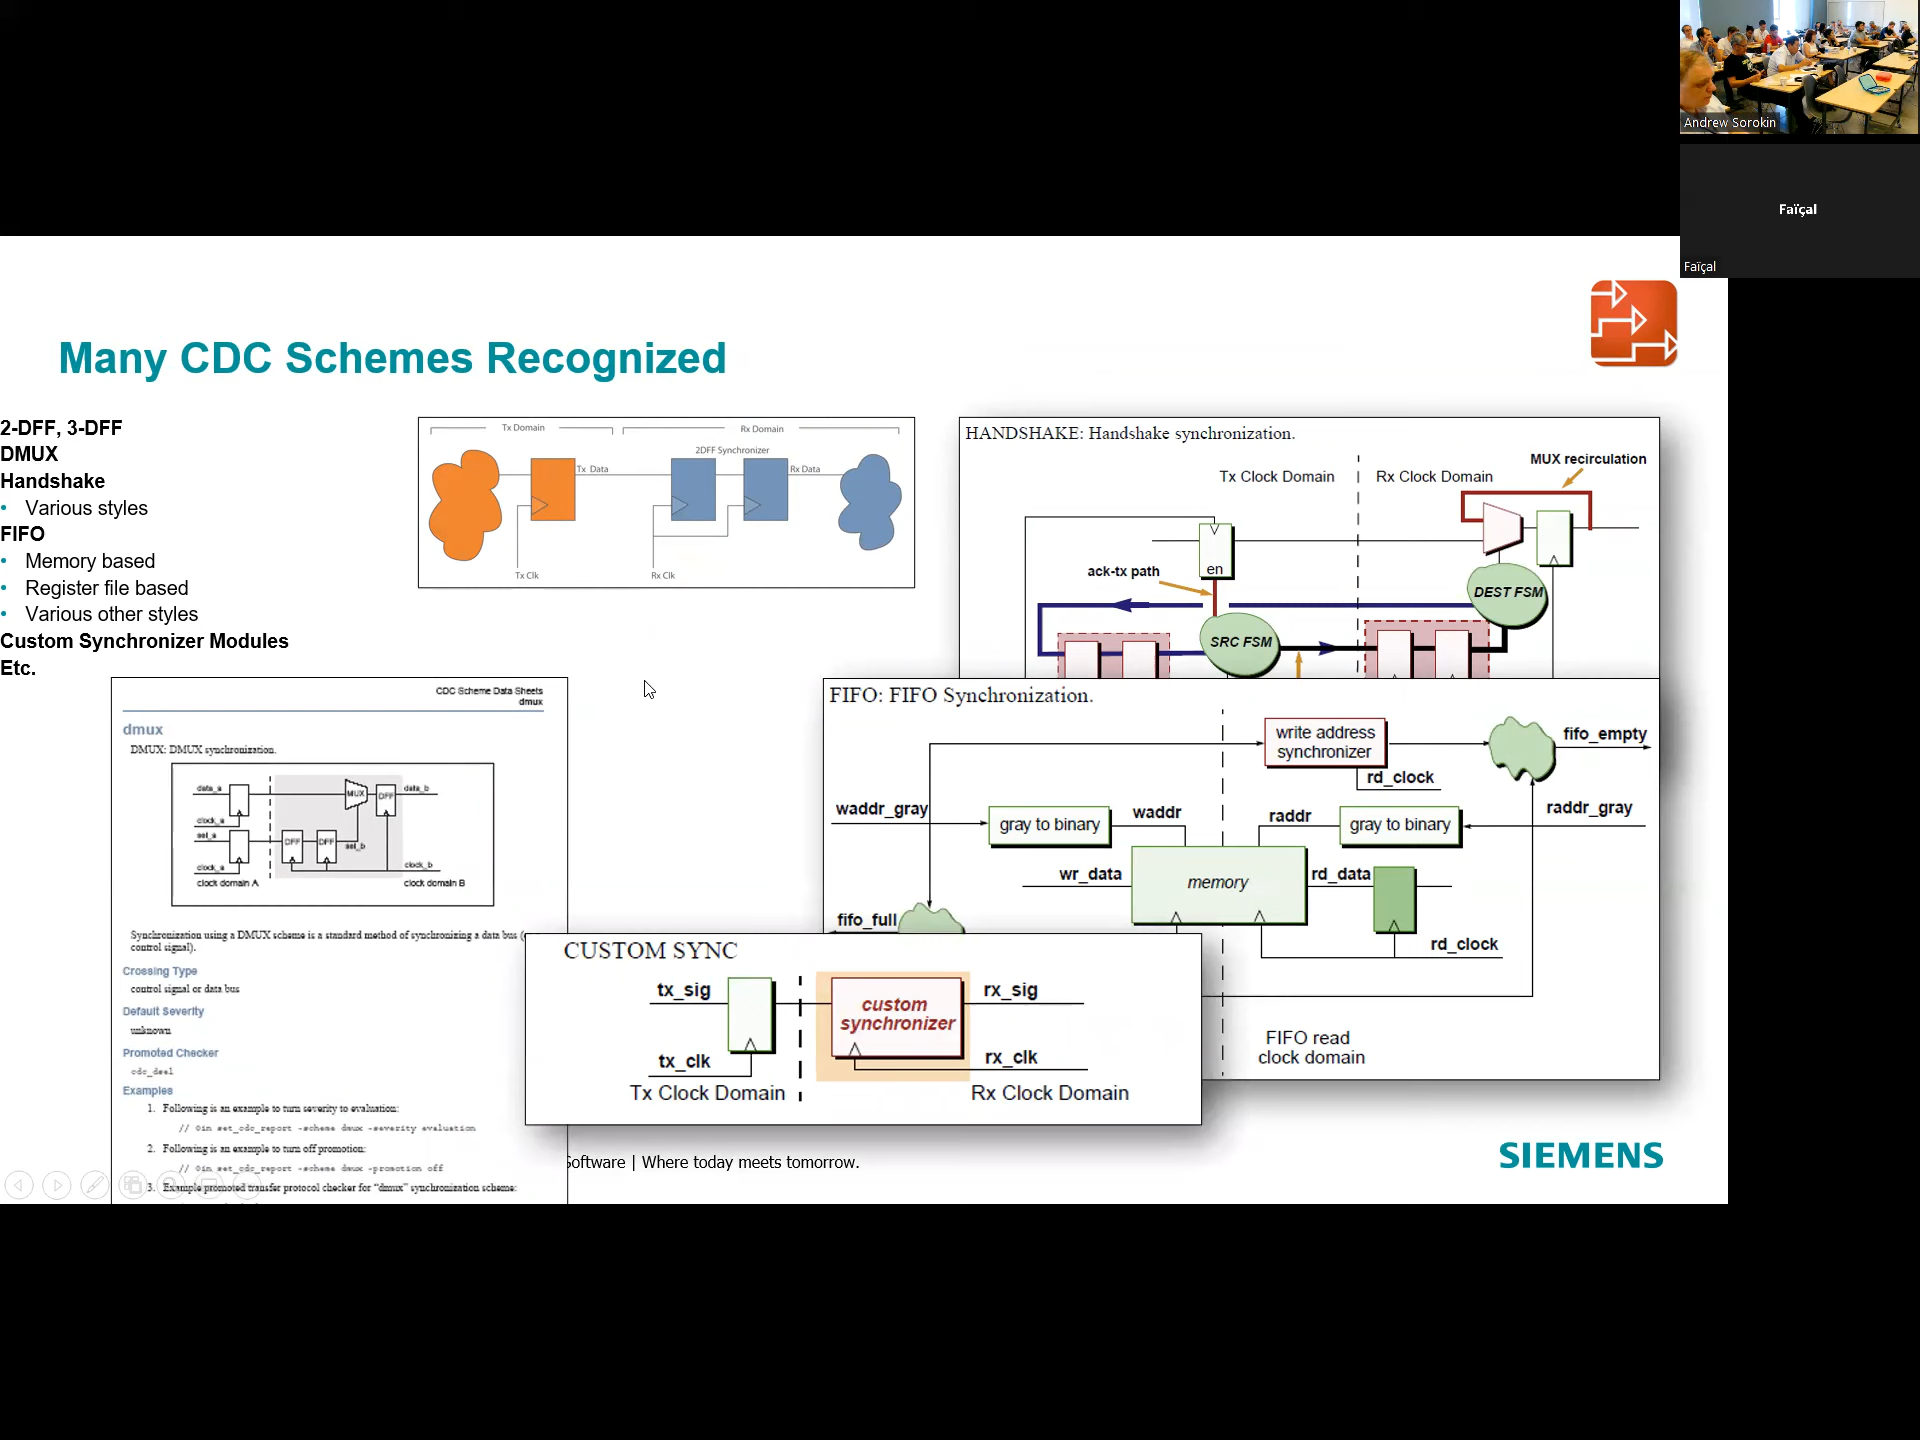 Andrew Sorokin
Faïçal
Faïçal
Many CDC Schemes Recognized
2-DFF, 3-DFF
DMUX
Handshake
• Various styles
FIFO
• Memory based
• Register file based
• Various other styles
Custom Synchronizer Modules
Etc.
Tx Domain
Rx Domain
2DFF Synchronizer
Tx Data
Rx Data
Tx Clk
Rx Clk
HANDSHAKE: Handshake synchronization.
MUX recirculation
Tx Clock Domain
Rx Clock Domain
ack-tx path
en
DEST FSM
SRC FSM
CDC Scheme Data Sheets
dmux
dmux
DMUX: DMUX synchronization.
data_a
MUX
DFF
data_b
clock_a
sel_a
DFF
DFF
sel_b
clock_a
clock_b
clock domain A
clock domain B
Synchronization using a DMUX scheme is a standard method of synchronizing a data bus (
control signal).
Crossing Type
control signal or data bus
Default Severity
unknown
Promoted Checker
cdc_dsel
Examples
1. Following is an example to turn severity to evaluation:
// 0in set_cdc_report -scheme dmux -severity evaluation
2. Following is an example to turn off promotion:
// 0in set_cdc_report -scheme dmux -promotion off
3. Example promoted transfer protocol checker for "dmux" synchronization scheme:
FIFO: FIFO Synchronization.
write address
synchronizer
fifo_empty
rd_clock
waddr_gray
gray to binary
waddr
raddr
gray to binary
raddr_gray
wr_data
memory
rd_data
fifo_full
rd_clock
FIFO read
clock domain
CUSTOM SYNC
tx_sig
custom
synchronizer
rx_sig
tx_clk
rx_clk
Tx Clock Domain
Rx Clock Domain
Software | Where today meets tomorrow.
SIEMENS